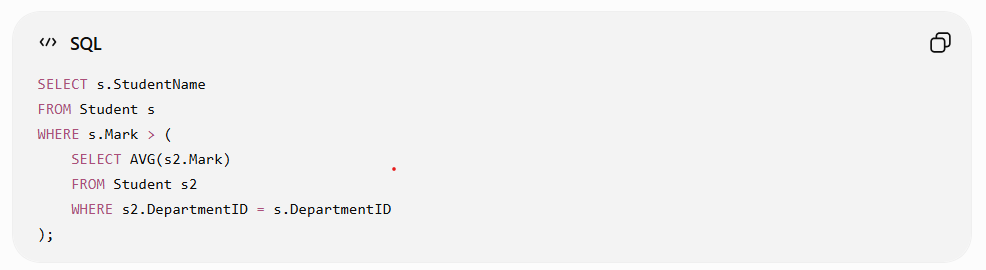 SQL
SELECT s.StudentName
FROM Student s
WHERE s.Mark > (
    SELECT AVG(s2.Mark)
    FROM Student s2
    WHERE s2.DepartmentID = s.DepartmentID
);